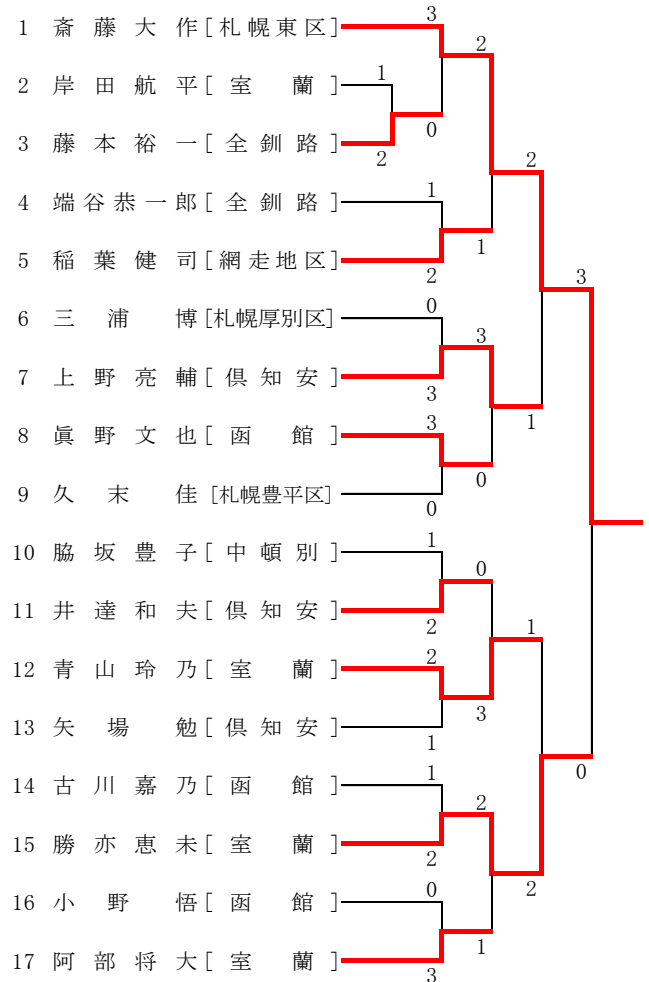 1 斎藤大作[札幌東区]
2 岸田航平[室蘭]
3 藤本裕一[全釧路]
4 端谷恭一郎[全釧路]
5 稲葉健司[網走地区]
6 三浦博[札幌厚別区]
7 上野亮輔[倶知安]
8 眞野文也[函館]
9 久末佳[札幌豊平区]
10 脇坂豊子[中頓別]
11 井達和夫[倶知安]
12 青山玲乃[室蘭]
13 矢場勉[倶知安]
14 古川嘉乃[函館]
15 勝亦恵未[室蘭]
16 小野悟[函館]
17 阿部将大[室蘭]
3
1
2
0
1
2
0
3
3
0
1
2
2
1
1
2
0
3
2
1
3
0
0
3
2
1
2
1
1
2
3
0